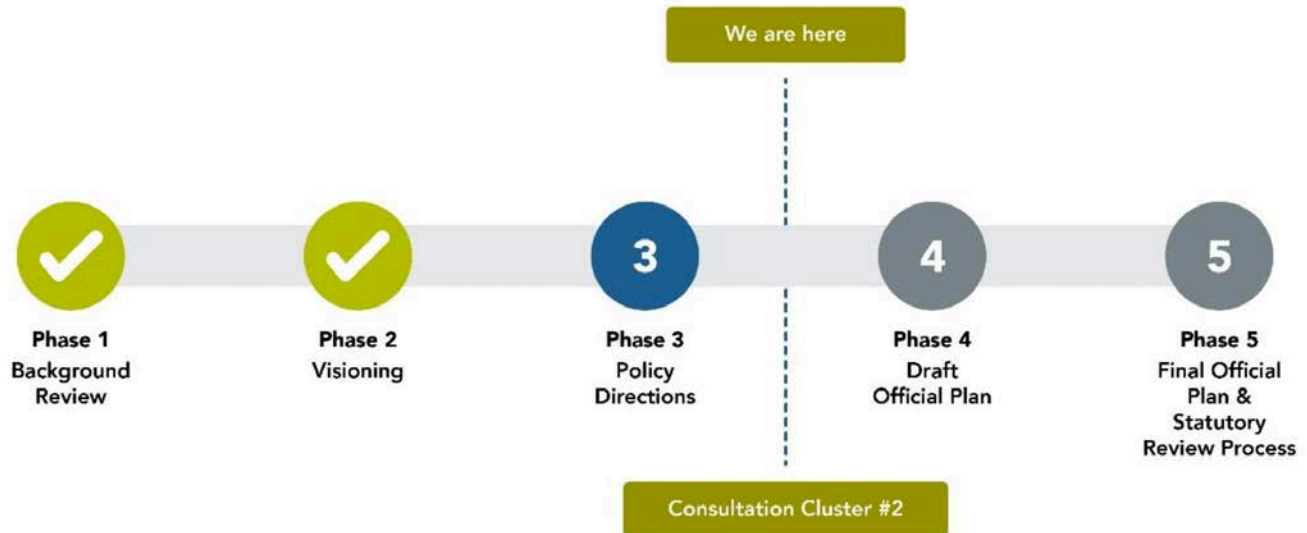 We are here
3
4
5
Phase 1
Background
Review
Phase 2
Visioning
Phase 3
Policy
Directions
Phase 4
Draft
Official Plan
Phase 5
Final Official
Plan &
Statutory
Review Process
Consultation Cluster #2